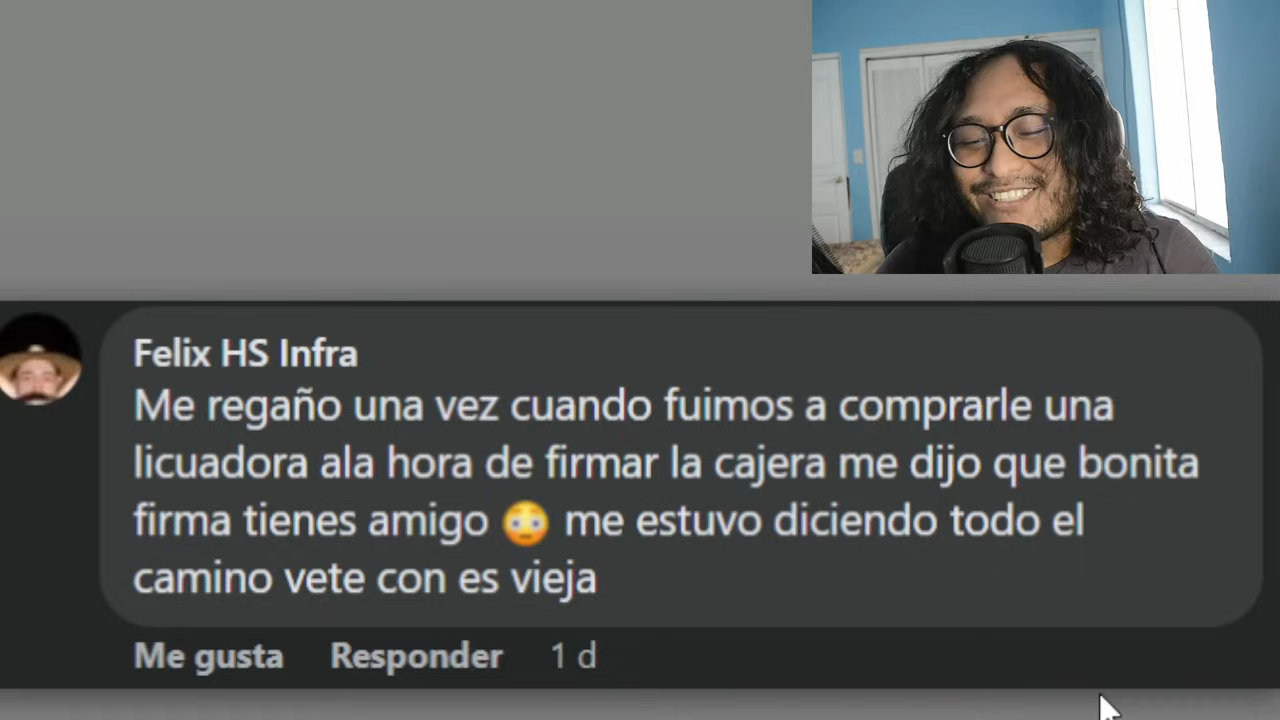 Felix HS Infra
Me regaño una vez cuando fuimos a comprarle una
licuadora ala hora de firmar la cajera me dijo que bonita
firma tienes amigo 😳 me estuvo diciendo todo el
camino vete con es vieja
Me gusta Responder 1 d